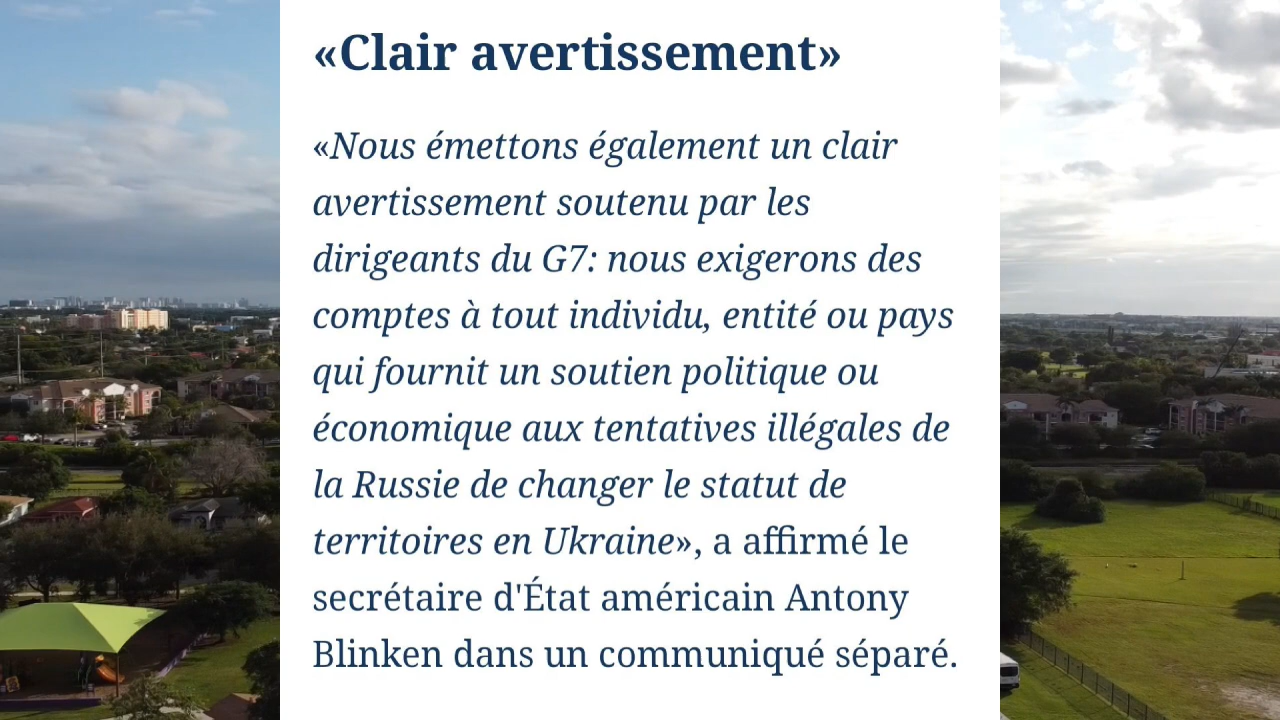 «Clair avertissement»
«Nous émettons également un clair
avertissement soutenu par les
dirigeants du G7: nous exigerons des
comptes à tout individu, entité ou pays
qui fournit un soutien politique ou
économique aux tentatives illégales de
la Russie de changer le statut de
territoires en Ukraine», a affirmé le
secrétaire d'État américain Antony
Blinken dans un communiqué séparé.